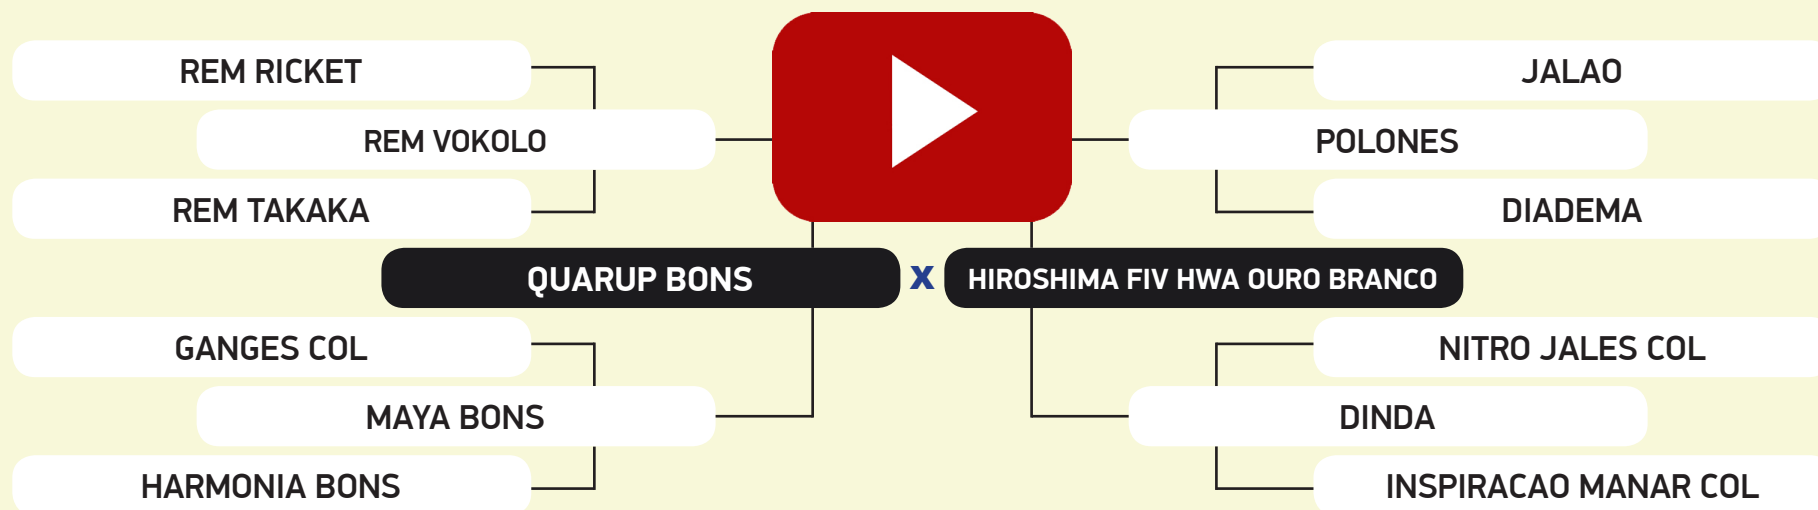 REM RICKET
JALAO
REM VOKOLO
POLONES
REM TAKAKA
DIADEMA
QUARUP BONS X HIROSHIMA FIV HWA OURO BRANCO
GANGES COL
NITRO JALES COL
MAYA BONS
DINDA
HARMONIA BONS
INSPIRACAO MANAR COL